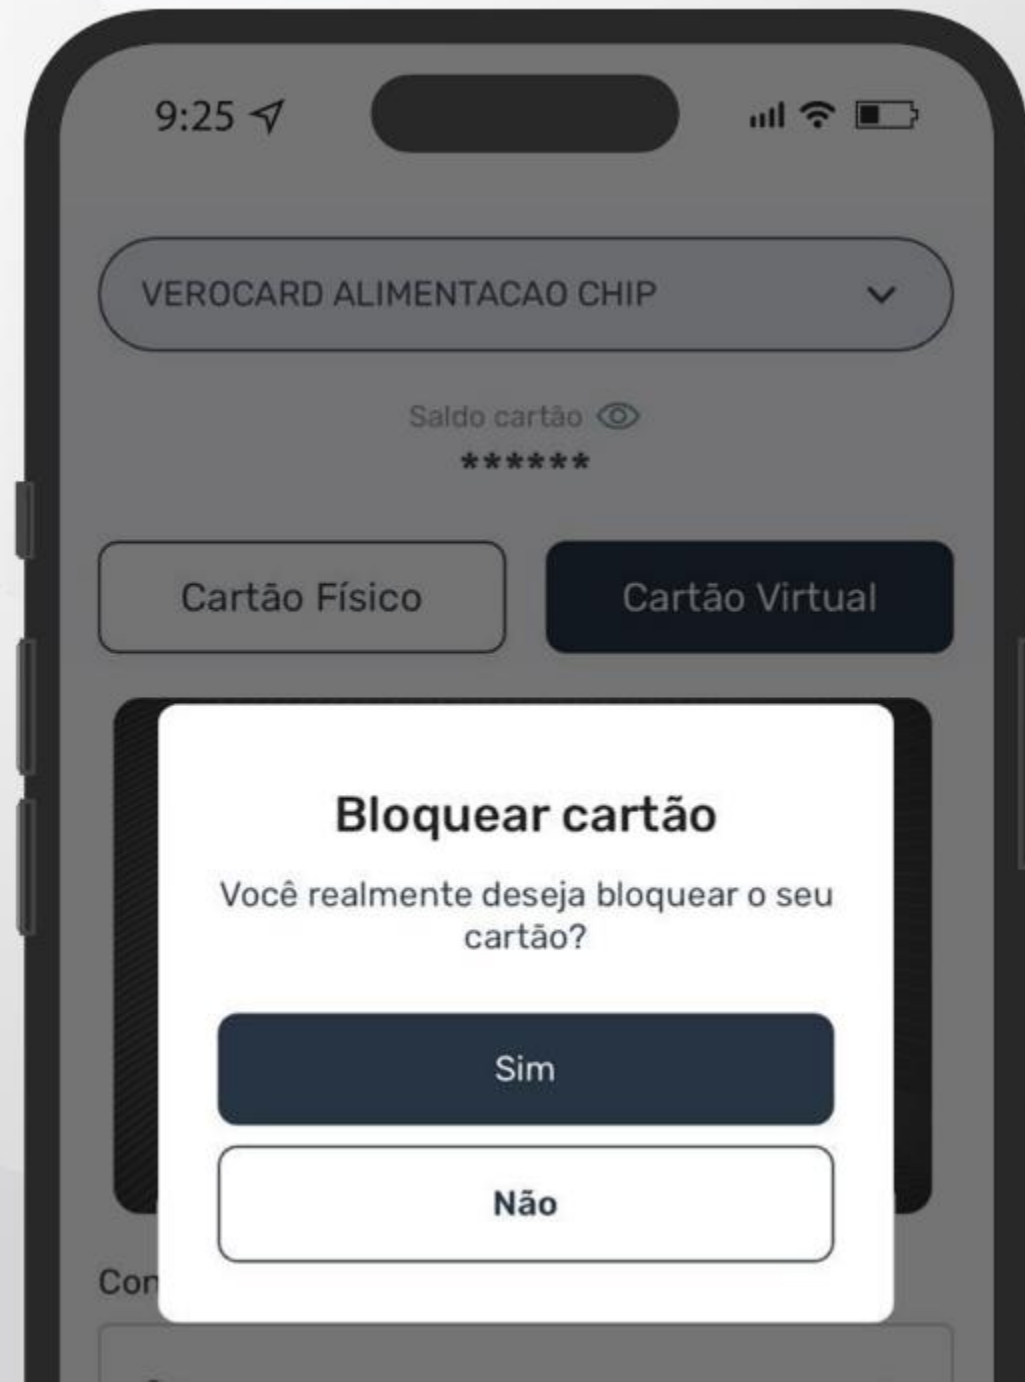 9:25
VEROCARD ALIMENTACAO CHIP
Saldo cartão
******
Cartão Físico
Cartão Virtual
Bloquear cartão
Você realmente deseja bloquear o seu
cartão?
Sim
Não